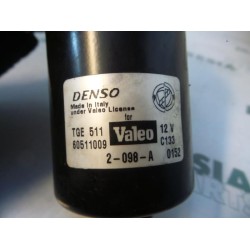 DENSO
Made in Italy
under Valeo License
for
TGE 511 Valeo 12 V
60511009 C133
2-098-A 0152